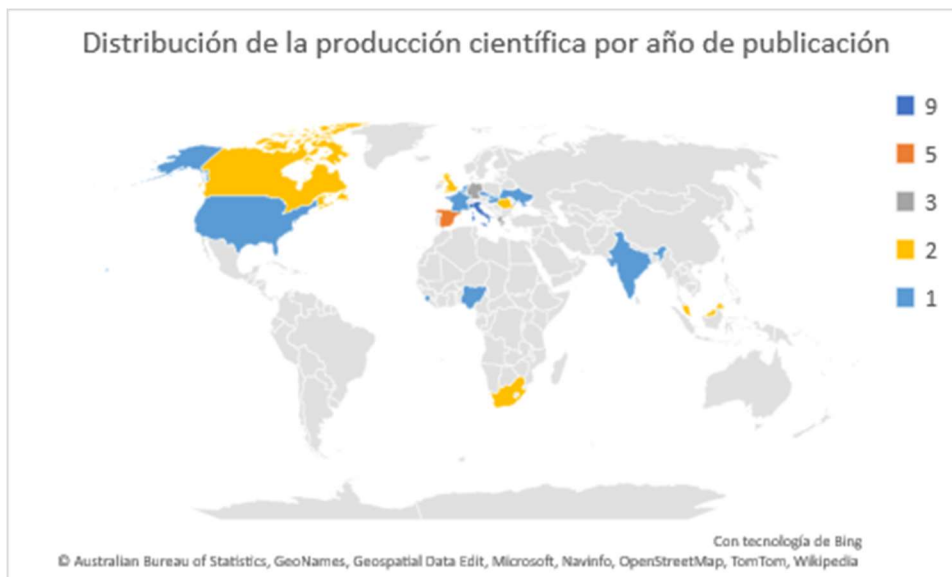 Distribución de la producción científica por año de publicación
9
5
3
2
1
Con tecnología de Bing
© Australian Bureau of Statistics, GeoNames, Geospatial Data Edit, Microsoft, Navinfo, OpenStreetMap, TomTom, Wikipedia